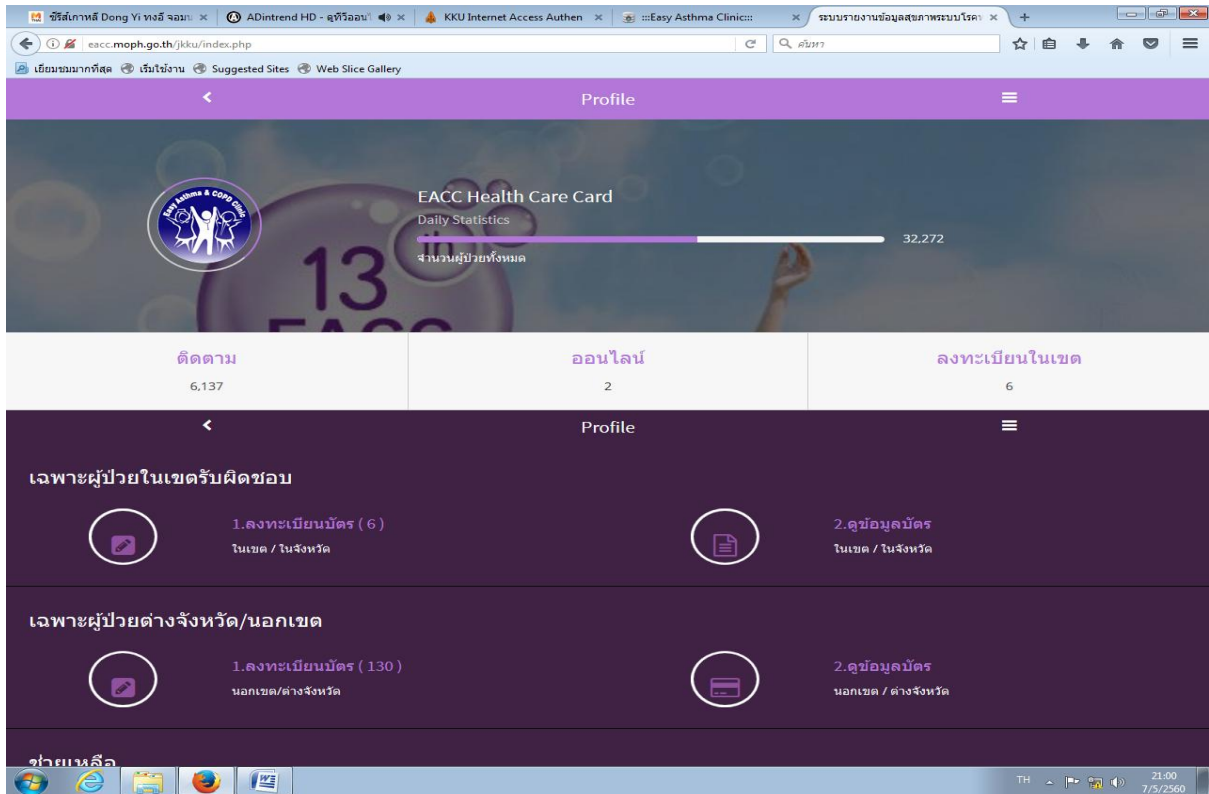 ซีรีส์เกาหลี Dong Yi ทงอี จอมน
ADintrend HD - ดูทีวีออนไ
KKU Internet Access Authen
:::Easy Asthma Clinic:::
ระบบรายงานข้อมูลสุขภาพระบบโรค
eacc.moph.go.th/jkku/index.php
ค้นหา
เยี่ยมชมมากที่สุด เริ่มใช้งาน Suggested Sites Web Slice Gallery
Profile
Easy Asthma & COPD Clinic
EACC Health Care Card
Daily Statistics
32,272
จำนวนผู้ป่วยทั้งหมด
13 th
EACC
ติดตาม ออนไลน์ ลงทะเบียนในเขต
6,137 2 6
Profile
เฉพาะผู้ป่วยในเขตรับผิดชอบ
1.ลงทะเบียนบัตร ( 6 ) 2.ดูข้อมูลบัตร
ในเขต / ในจังหวัด ในเขต / ในจังหวัด
เฉพาะผู้ป่วยต่างจังหวัด/นอกเขต
1.ลงทะเบียนบัตร ( 130 ) 2.ดูข้อมูลบัตร
นอกเขต/ต่างจังหวัด นอกเขต / ต่างจังหวัด
ช่วยเหลือ
TH 21:00
7/5/2560